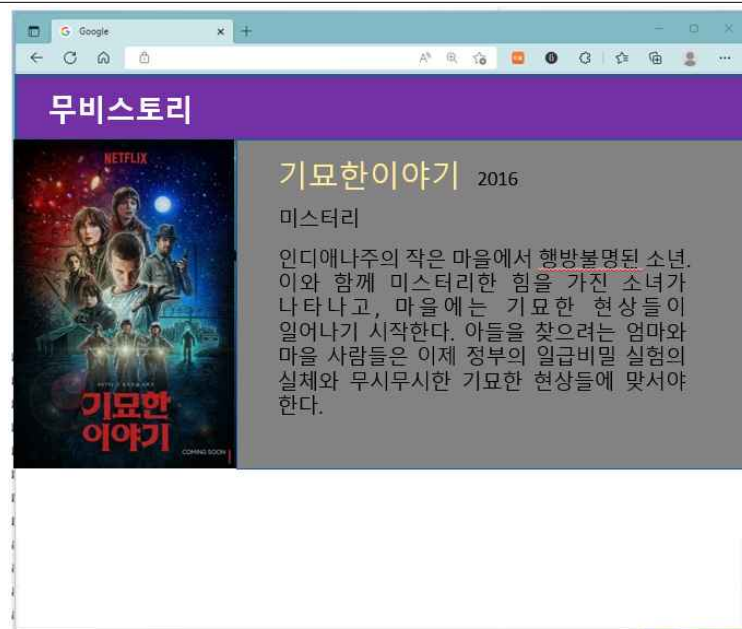 Google
무비스토리
NETFLIX
기묘한이야기 2016
미스터리
인디애나주의 작은 마을에서 행방불명된 소년.
이와 함께 미스터리한 힘을 가진 소녀가
나타나고, 마을에는 기묘한 현상들이
일어나기 시작한다. 아들을 찾으려는 엄마와
마을 사람들은 이제 정부의 일급비밀 실험의
실체와 무시무시한 기묘한 현상들에 맞서야
한다.
기묘한
이야기
COMING SOON